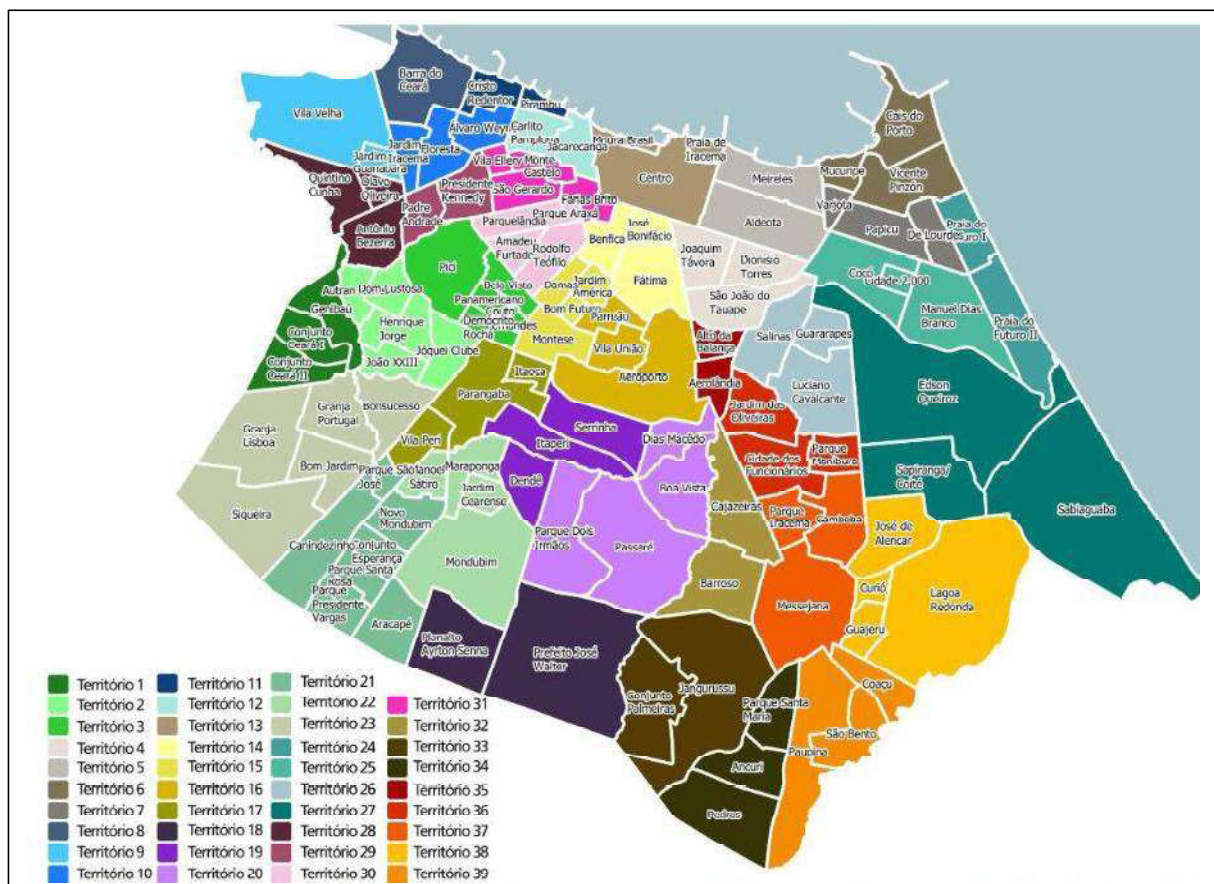 Barra do
Ceará
Cristo
Redentor
Pirambu
Vila Velha
Álvaro Weyne
Carlito
Pamplona
Jacarecanga
Moura Brasil
Praia de
Iracema
Cais do
Porto
Jardim
Iracema
Floresta
Jardim
Guanabara
Vila Ellery
Monte
Castelo
Centro
Meireles
Mucuripe
Vicente
Pinzón
Quintino
Cunha
Olavo
Oliveira
Presidente
Kennedy
São Gerardo
Farias Brito
Varjota
Papicu
De Lourdes
Praia do
Futuro I
Padre
Andrade
Parque Araxá
Parquelândia
Aldeota
Antônio
Bezerra
Amadeu
Furtado
Rodolfo
Teófilo
Benfica
José
Bonifácio
Joaquim
Távora
Dionisio
Torres
Pici
Bela Vista
Damas
Jardim
América
Fátima
Cocó
Cidade 2.000
Autran
Dom Lustosa
Genibaú
Panamericano
Couto
Fernandes
Bom Futuro
Parreão
São João do
Tauape
Manuel Dias
Branco
Praia do
Futuro II
Conjunto
Ceará I
Henrique
Jorge
Demócrito
Rocha
Montese
Vila União
Alto da
Balança
Salinas
Guararapes
Conjunto
Ceará II
João XXIII
Jóquei Clube
Itaoca
Aeroporto
Aerolândia
Luciano
Cavalcante
Edson
Queiroz
Granja
Portugal
Bonsucesso
Parangaba
Jardim das
Oliveiras
Granja
Lisboa
Vila Peri
Serrinha
Itaperi
Dias Macêdo
Cidade dos
Funcionários
Parque
Manibura
Bom Jardim
Parque
José
Manoel
Sátiro
Maraponga
Jardim
Cearense
Dendê
Boa Vista
Cajazeiras
Sapiranga/
Coité
Sabiaguaba
Siqueira
Novo
Mondubim
Parque Dois
Irmãos
Passaré
Parque
Iracema
Cambeba
José de
Alencar
Canindezinho
Conjunto
Esperança
Parque Santa
Rosa
Mondubim
Barroso
Messejana
Curió
Lagoa
Redonda
Parque
Presidente
Vargas
Aracapé
Guajeru
Planalto
Ayrton Senna
Prefeito José
Walter
Coaçu
Conjunto
Palmeiras
Jangurussu
Parque Santa
Maria
São Bento
Paupina
Ancuri
Pedras
Território 1
Território 2
Território 3
Território 4
Território 5
Território 6
Território 7
Território 8
Território 9
Território 10
Território 11
Território 12
Território 13
Território 14
Território 15
Território 16
Território 17
Território 18
Território 19
Território 20
Território 21
Território 22
Território 23
Território 24
Território 25
Território 26
Território 27
Território 28
Território 29
Território 30
Território 31
Território 32
Território 33
Território 34
Território 35
Território 36
Território 37
Território 38
Território 39